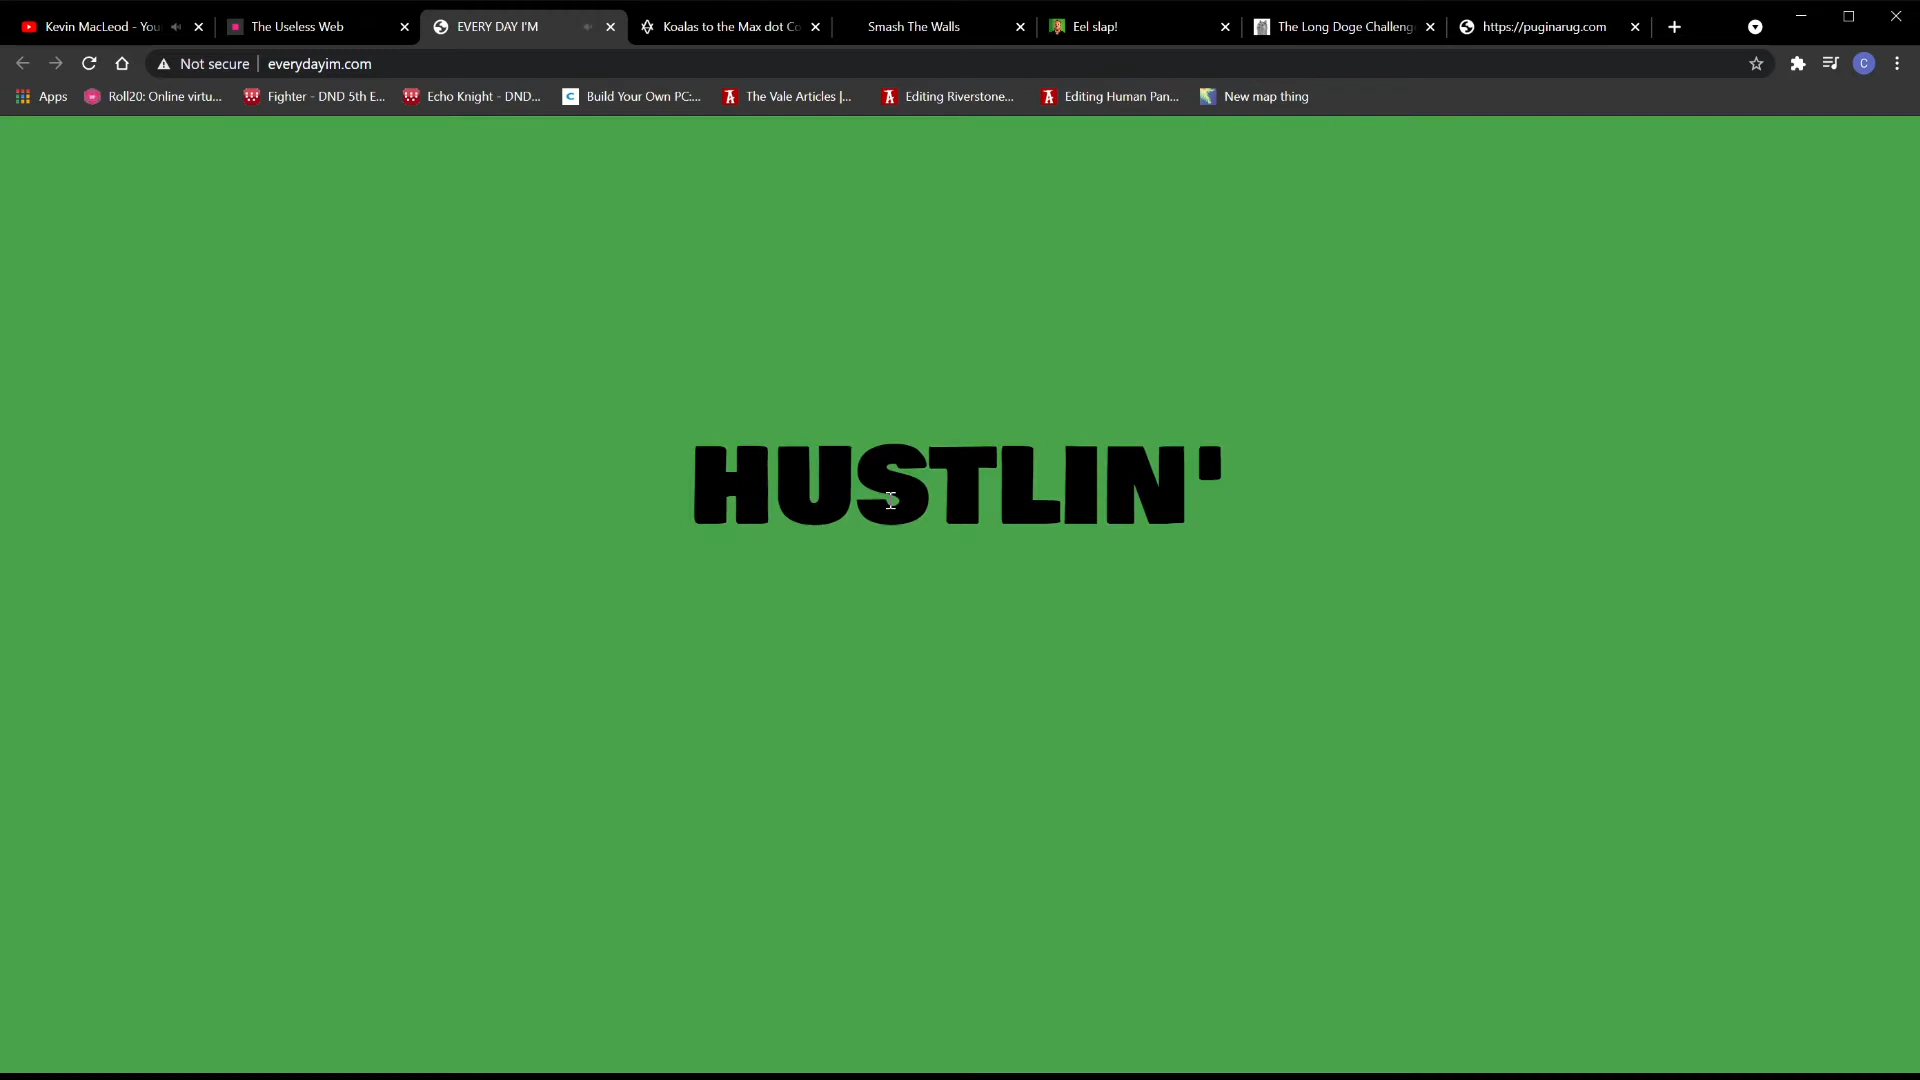 Kevin MacLeod - You
The Useless Web
EVERY DAY I'M
Koalas to the Max dot Co
Smash The Walls
Eel slap!
The Long Doge Challeng
https://puginarug.com
Not secure
everydayim.com
C
Apps
Roll20: Online virtu...
Fighter - DND 5th E...
Echo Knight - DND...
Build Your Own PC:...
The Vale Articles |...
Editing Riverstone...
Editing Human Pan...
New map thing
HUSTLIN'